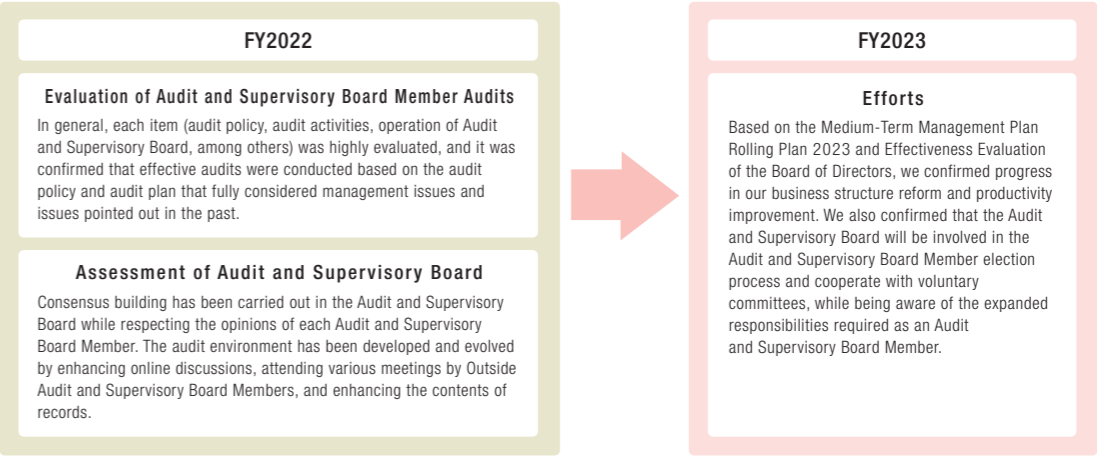 FY2022
Evaluation of Audit and Supervisory Board Member Audits
In general, each item (audit policy, audit activities, operation of Audit
and Supervisory Board, among others) was highly evaluated, and it was
confirmed that effective audits were conducted based on the audit
policy and audit plan that fully considered management issues and
issues pointed out in the past.
Assessment of Audit and Supervisory Board
Consensus building has been carried out in the Audit and Supervisory
Board while respecting the opinions of each Audit and Supervisory
Board Member. The audit environment has been developed and evolved
by enhancing online discussions, attending various meetings by Outside
Audit and Supervisory Board Members, and enhancing the contents of
records.
FY2023
Efforts
Based on the Medium-Term Management Plan
Rolling Plan 2023 and Effectiveness Evaluation
of the Board of Directors, we confirmed progress
in our business structure reform and productivity
improvement. We also confirmed that the Audit
and Supervisory Board will be involved in the
Audit and Supervisory Board Member election
process and cooperate with voluntary
committees, while being aware of the expanded
responsibilities required as an Audit
and Supervisory Board Member.